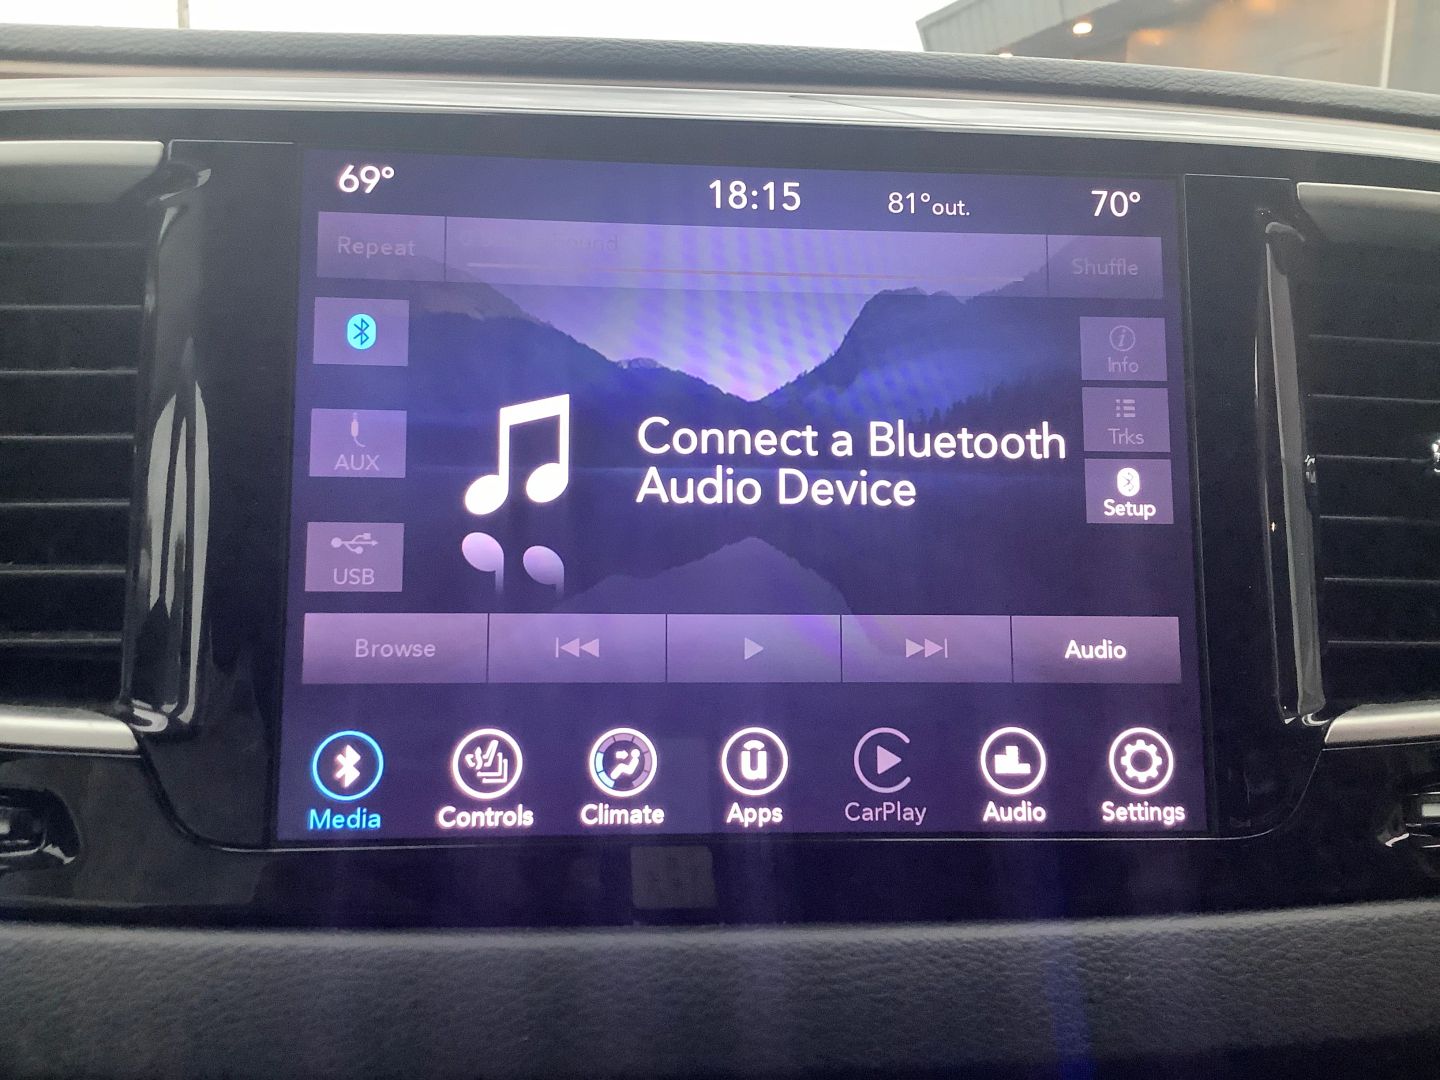 69°
18:15
81°out.
70°
Repeat
Shuffle
Info
AUX
Trks
Connect a Bluetooth
Audio Device
Setup
USB
Browse
Audio
Media
Controls
Climate
Apps
CarPlay
Audio
Settings